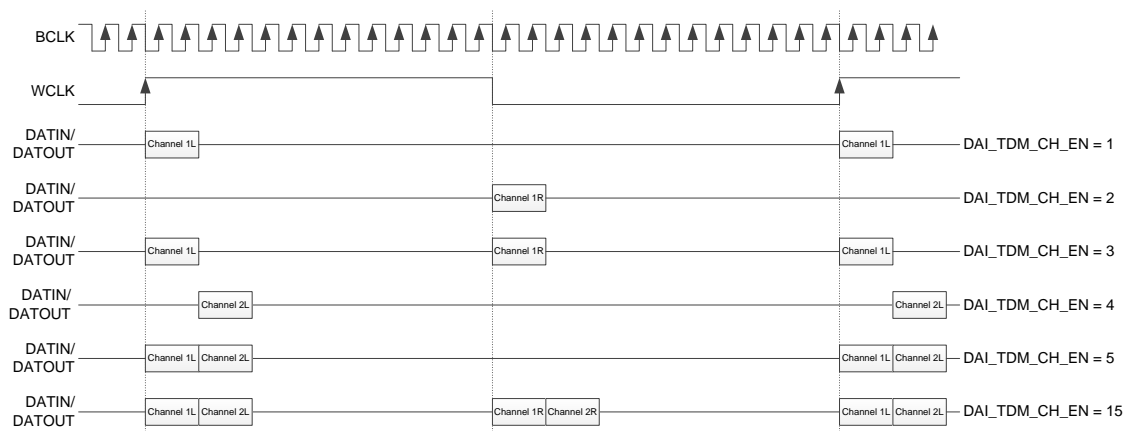 BCLK
WCLK
DATIN/
DATOUT
Channel 1L
Channel 1L
DAI_TDM_CH_EN = 1
DATIN/
DATOUT
Channel 1R
DAI_TDM_CH_EN = 2
DATIN/
DATOUT
Channel 1L
Channel 1R
Channel 1L
DAI_TDM_CH_EN = 3
DATIN/
DATOUT
Channel 2L
Channel 2L
DAI_TDM_CH_EN = 4
DATIN/
DATOUT
Channel 1L
Channel 2L
Channel 1L
Channel 2L
DAI_TDM_CH_EN = 5
DATIN/
DATOUT
Channel 1L
Channel 2L
Channel 1R
Channel 2R
Channel 1L
Channel 2L
DAI_TDM_CH_EN = 15